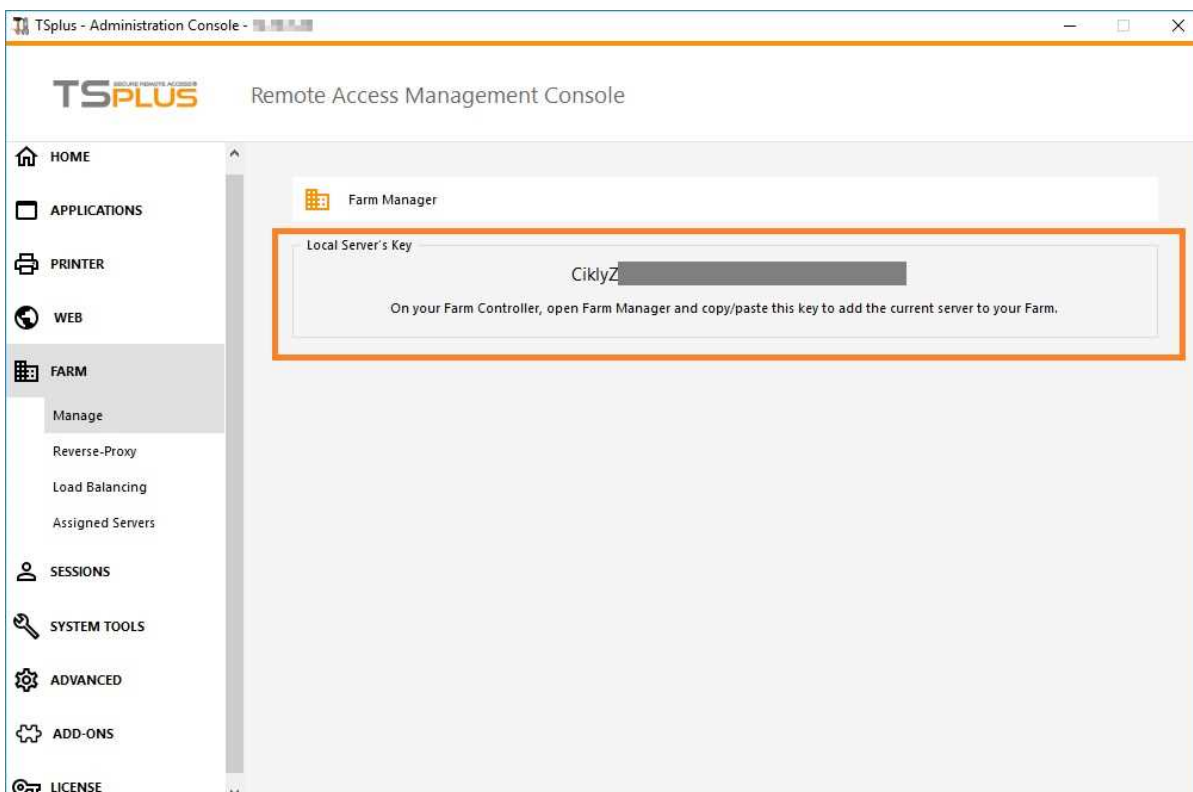 TSplus - Administration Console -
SECURE REMOTE ACCESS
TSPLUS
Remote Access Management Console
HOME
APPLICATIONS
PRINTER
WEB
FARM
Manage
Reverse-Proxy
Load Balancing
Assigned Servers
SESSIONS
SYSTEM TOOLS
ADVANCED
ADD-ONS
LICENSE
Farm Manager
Local Server's Key
CiklyZ
On your Farm Controller, open Farm Manager and copy/paste this key to add the current server to your Farm.